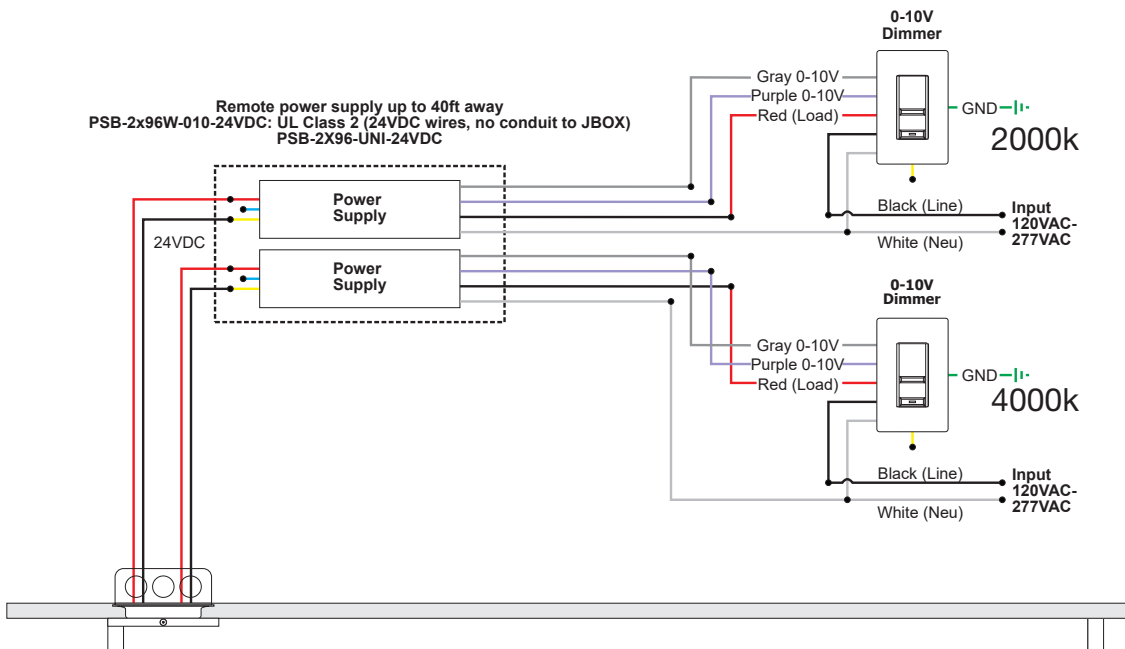 0-10V
Dimmer
Gray 0-10V
Purple 0-10V
Red (Load)
GND
2000k
Remote power supply up to 40ft away
PSB-2x96W-010-24VDC: UL Class 2 (24VDC wires, no conduit to JBOX)
PSB-2X96-UNI-24VDC
Power
Supply
24VDC
Black (Line)
White (Neu)
Input
120VAC-
277VAC
Power
Supply
0-10V
Dimmer
Gray 0-10V
Purple 0-10V
Red (Load)
GND
4000k
Black (Line)
White (Neu)
Input
120VAC-
277VAC